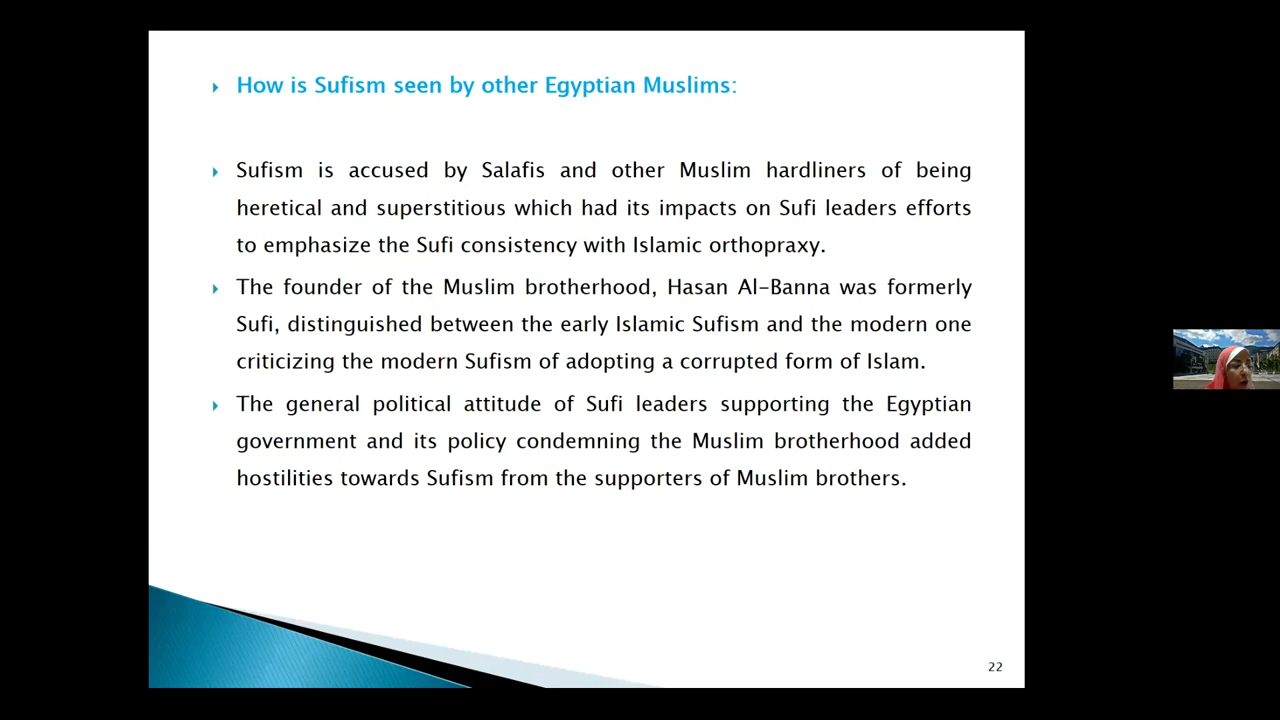 How is Sufism seen by other Egyptian Muslims:
Sufism is accused by Salafis and other Muslim hardliners of being
heretical and superstitious which had its impacts on Sufi leaders efforts
to emphasize the Sufi consistency with Islamic orthopraxy.
The founder of the Muslim brotherhood, Hasan Al-Banna was formerly
Sufi, distinguished between the early Islamic Sufism and the modern one
criticizing the modern Sufism of adopting a corrupted form of Islam.
The general political attitude of Sufi leaders supporting the Egyptian
government and its policy condemning the Muslim brotherhood added
hostilities towards Sufism from the supporters of Muslim brothers.
22